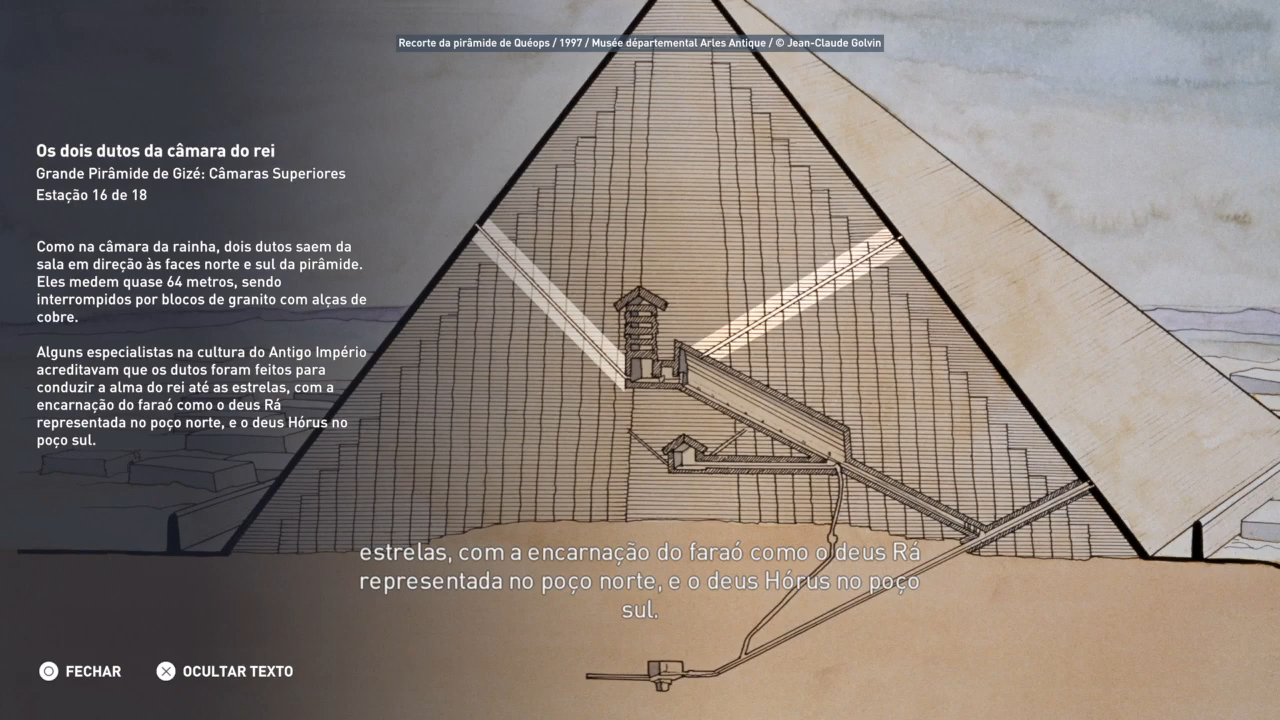 Recorte da pirâmide de Quéops / 1997 / Musée départemental Arles Antique / © Jean-Claude Golvin
Os dois dutos da câmara do rei
Grande Pirâmide de Gizé: Câmaras Superiores
Estação 16 de 18
Como na câmara da rainha, dois dutos saem da
sala em direção às faces norte e sul da pirâmide.
Eles medem quase 64 metros, sendo
interrompidos por blocos de granito com alças de
cobre.
Alguns especialistas na cultura do Antigo Império
acreditavam que os dutos foram feitos para
conduzir a alma do rei até as estrelas, com a
encarnação do faraó como o deus Rá
representada no poço norte, e o deus Hórus no
poço sul.
estrelas, com a encarnação do faraó como o deus Rá
representada no poço norte, e o deus Hórus no poço
sul.
FECHAR
OCULTAR TEXTO